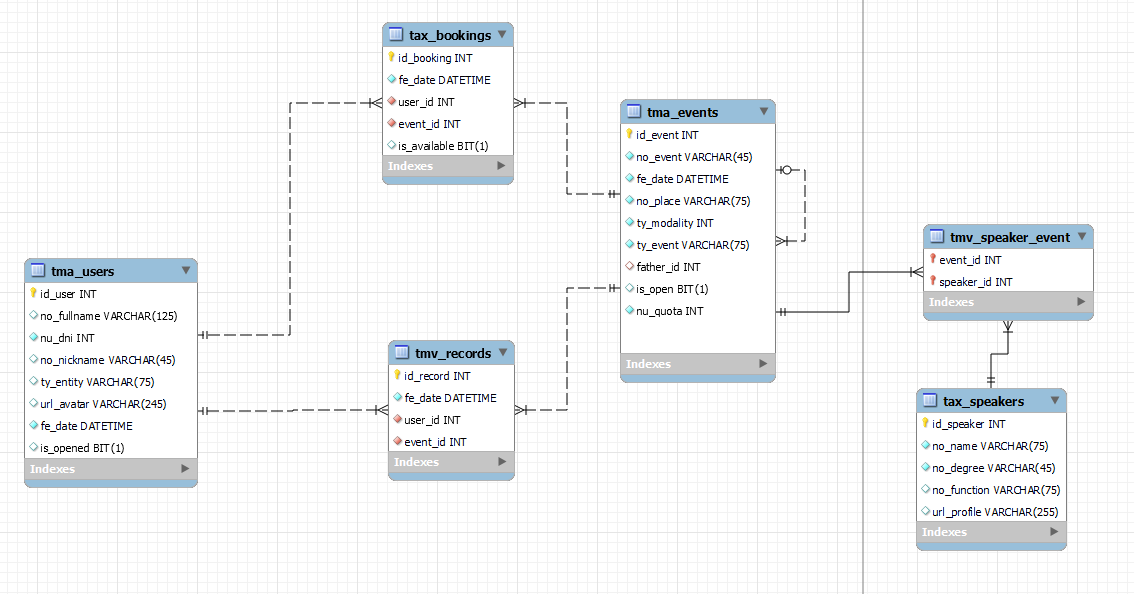 tax_bookings
id_booking INT
fe_date DATETIME
user_id INT
event_id INT
is_available BIT(1)
Indexes
tma_events
id_event INT
no_event VARCHAR(45)
fe_date DATETIME
no_place VARCHAR(75)
ty_modality INT
ty_event VARCHAR(75)
father_id INT
is_open BIT(1)
nu_quota INT
Indexes
tmv_speaker_event
event_id INT
speaker_id INT
Indexes
tma_users
id_user INT
no_fullname VARCHAR(125)
nu_dni INT
no_nickname VARCHAR(45)
ty_entity VARCHAR(75)
url_avatar VARCHAR(245)
fe_date DATETIME
is_opened BIT(1)
Indexes
tmv_records
id_record INT
fe_date DATETIME
user_id INT
event_id INT
Indexes
tax_speakers
id_speaker INT
no_name VARCHAR(75)
no_degree VARCHAR(45)
no_function VARCHAR(75)
url_profile VARCHAR(255)
Indexes